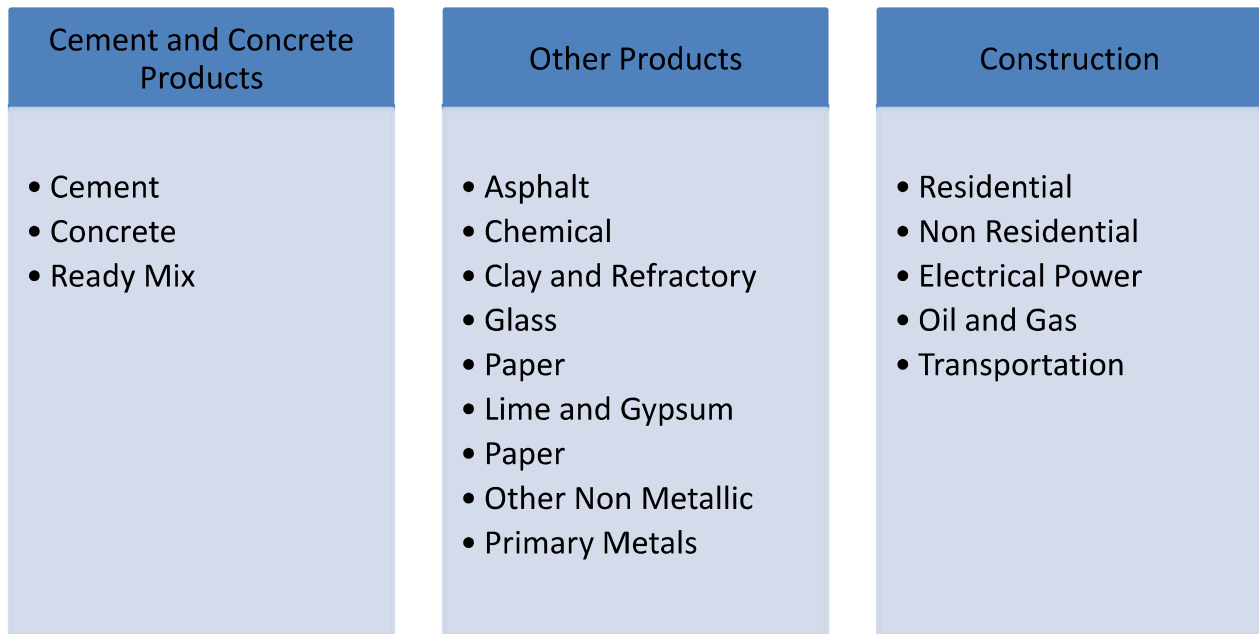 Cement and Concrete
Products
• Cement
• Concrete
• Ready Mix
Other Products
• Asphalt
• Chemical
• Clay and Refractory
• Glass
• Paper
• Lime and Gypsum
• Paper
• Other Non Metallic
• Primary Metals
Construction
• Residential
• Non Residential
• Electrical Power
• Oil and Gas
• Transportation